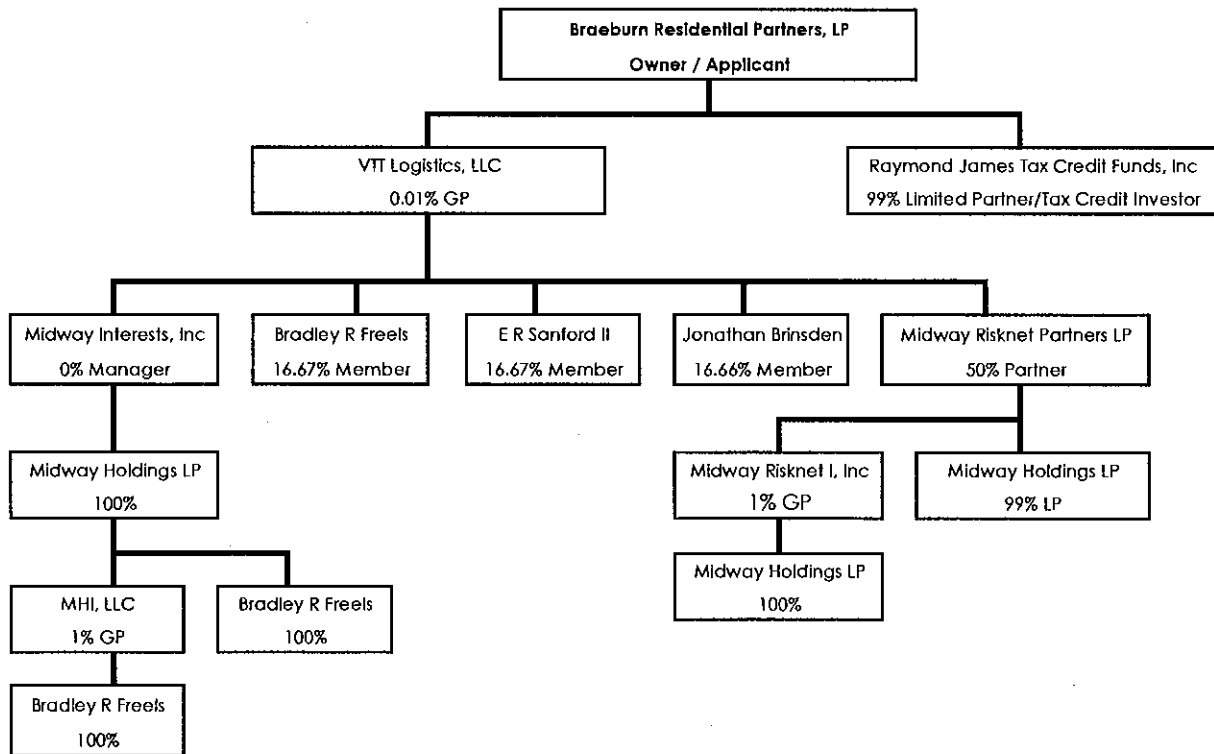 Braeburn Residential Partners, LP
Owner / Applicant
VTT Logistics, LLC
0.01% GP
Raymond James Tax Credit Funds, Inc
99% Limited Partner/Tax Credit Investor
Midway Interests, Inc
0% Manager
Bradley R Freels
16.67% Member
E R Sanford II
16.67% Member
Jonathan Brinsden
16.66% Member
Midway Risknet Partners LP
50% Partner
Midway Holdings LP
100%
Midway Risknet I, Inc
1% GP
Midway Holdings LP
99% LP
MHI, LLC
1% GP
Bradley R Freels
100%
Midway Holdings LP
100%
Bradley R Freels
100%